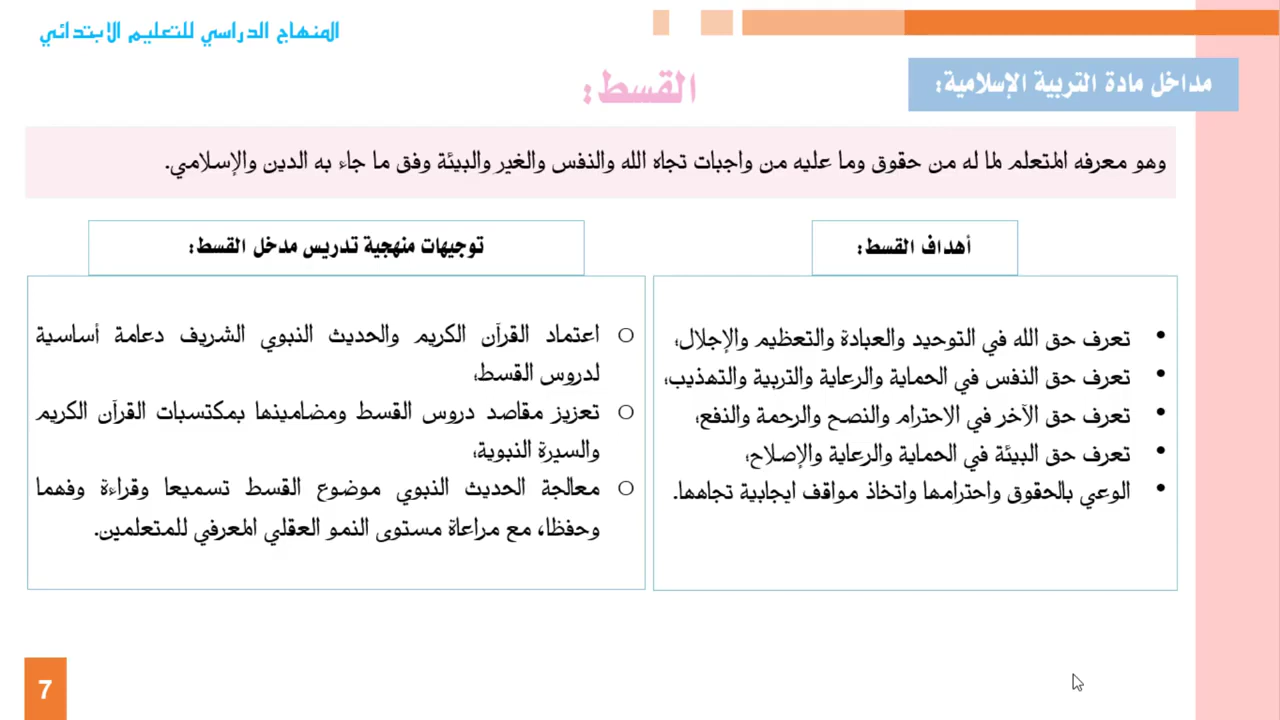 المنهاج الدراسي للتعليم الابتدائي
مداخل مادة التربية الإسلامية:
القسط:
وهو معرفه المتعلم لما له من حقوق وما عليه من واجبات تجاه الله والنفس والغير والبيئة وفق ما جاء به الدين والإسلامي.
أهداف القسط:
• تعرف حق الله في التوحيد والعبادة والتعظيم والإجلال؛
• تعرف حق النفس في الحماية والرعاية والتربية والتهذيب؛
• تعرف حق الآخر في الاحترام والنصح والرحمة والنفع؛
• تعرف حق البيئة في الحماية والرعاية والإصلاح؛
• الوعي بالحقوق واحترامها واتخاذ مواقف ايجابية تجاهها.
توجيهات منهجية تدريس مدخل القسط:
○ اعتماد القرآن الكريم والحديث النبوي الشريف دعامة أساسية
لدروس القسط؛
○ تعزيز مقاصد دروس القسط ومضامينها بمكتسبات القرآن الكريم
والسيرة النبوية؛
○ معالجة الحديث النبوي موضوع القسط تسميعا وقراءة وفهما
وحفظا، مع مراعاة مستوى النمو العقلي المعرفي للمتعلمين.
7